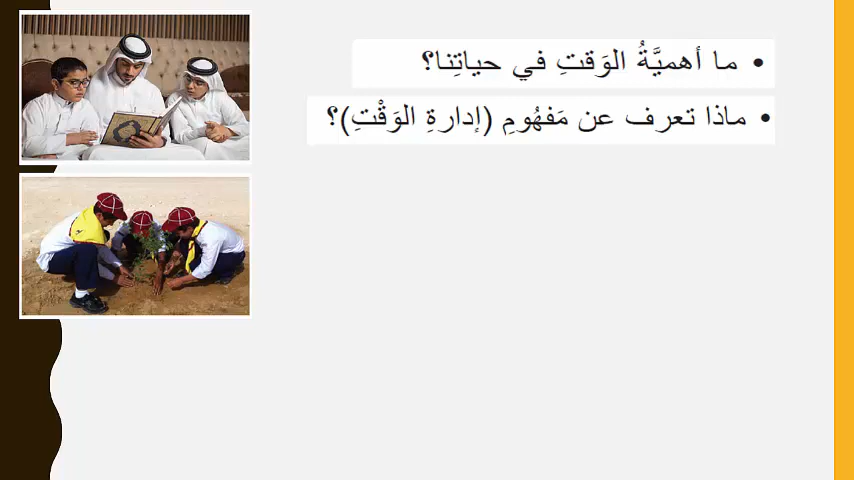 • ما أهميَّةُ الوَقتِ في حياتِنا؟
• ماذا تعرف عن مَفهُومِ (إدارةِ الوَقْتِ)؟